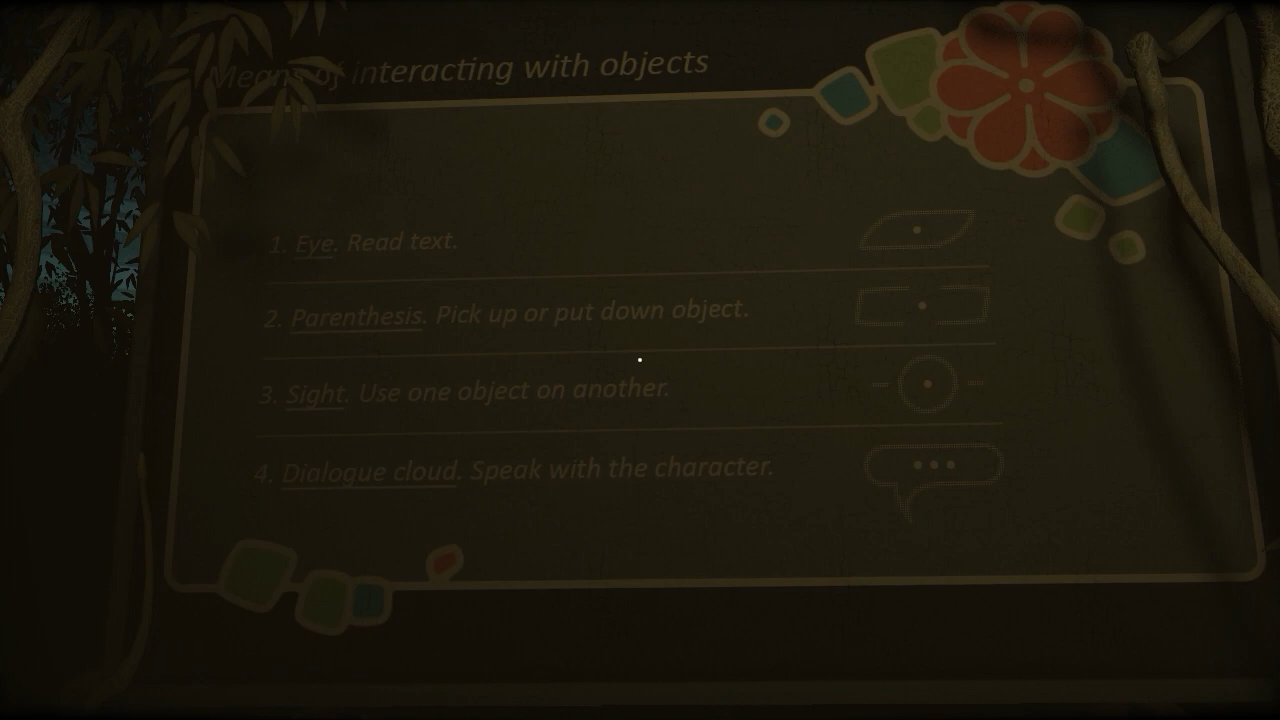 Means of interacting with objects
1. Eye. Read text.
2. Parenthesis. Pick up or put down object.
3. Sight. Use one object on another.
4. Dialogue cloud. Speak with the character.